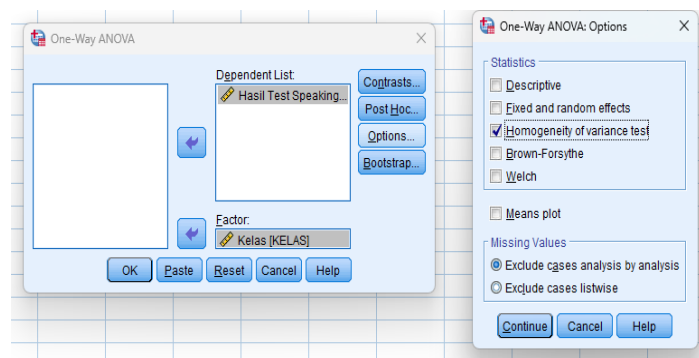 One-Way ANOVA
Dependent List:
Hasil Test Speaking...
Contrasts...
Post Hoc...
Options...
Bootstrap...
Factor:
Kelas [KELAS]
OK Paste Reset Cancel Help
One-Way ANOVA: Options
Statistics
Descriptive
Fixed and random effects
Homogeneity of variance test
Brown-Forsythe
Welch
Means plot
Missing Values
Exclude cases analysis by analysis
Exclude cases listwise
Continue Cancel Help